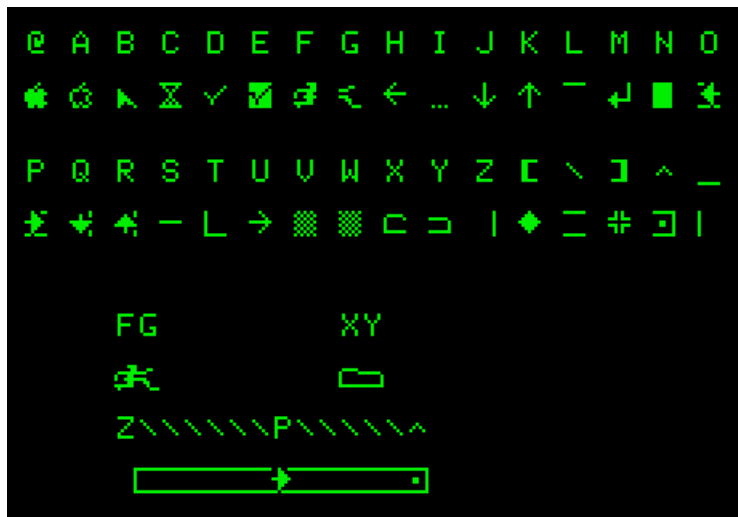 @ A B C D E F G H I J K L M N O
P Q R S T U V W X Y Z [ \ ] ^ _
FG XY
Z\\\\\\P\\\\\^